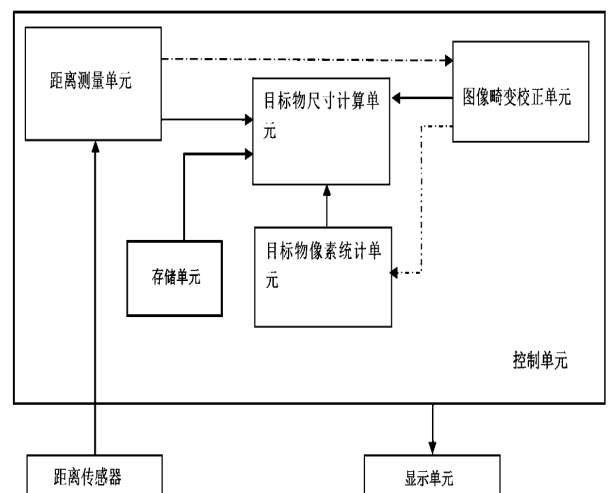 距离测量单元
目标物尺寸计算单
元
图像畸变校正单元
存储单元
目标物像素统计单
元
控制单元
距离传感器
显示单元